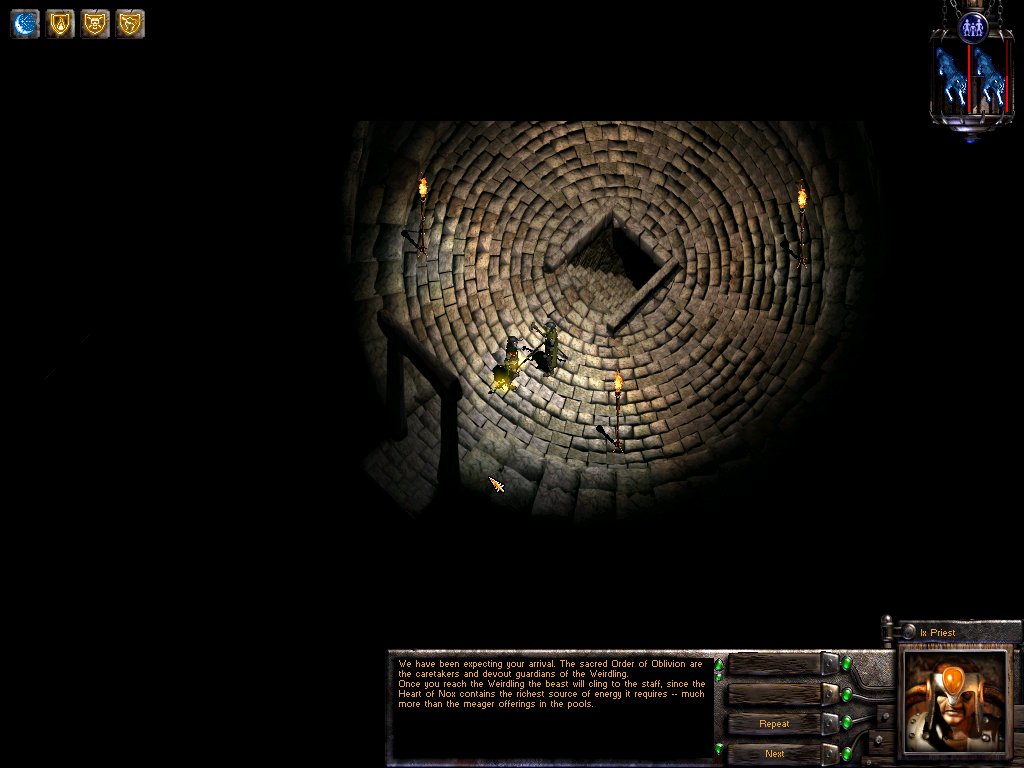 Ix Priest
We have been expecting your arrival. The sacred Order of Oblivion are
the caretakers and devout guardians of the Weirdling.
Once you reach the Weirdling the beast will cling to the staff, since the
Heart of Nox contains the richest source of energy it requires -- much
more than the meager offerings in the pools.
Repeat
Next